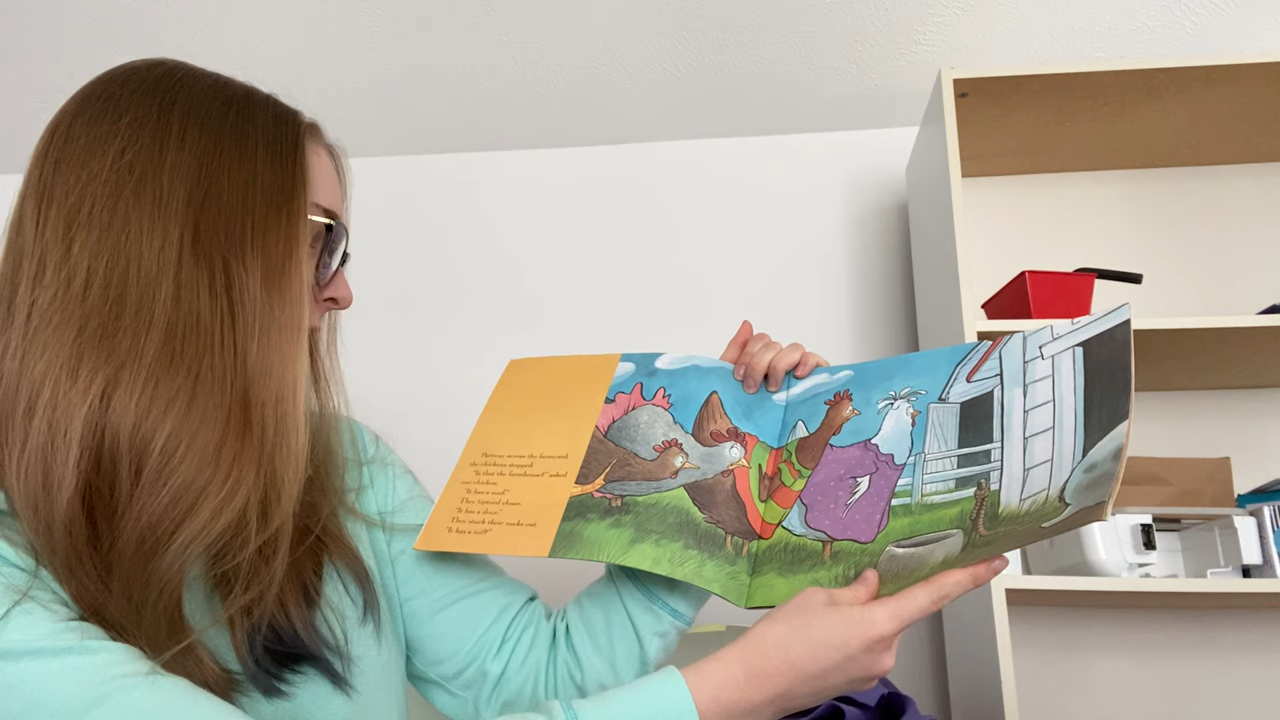 Partway across the farmyard
the chickens stopped.
"Is that the farmhouse?" asked
one chicken.
"It has a roof."
They tiptoed closer.
"It has a door."
They stuck their necks out.
"It has a tail?"